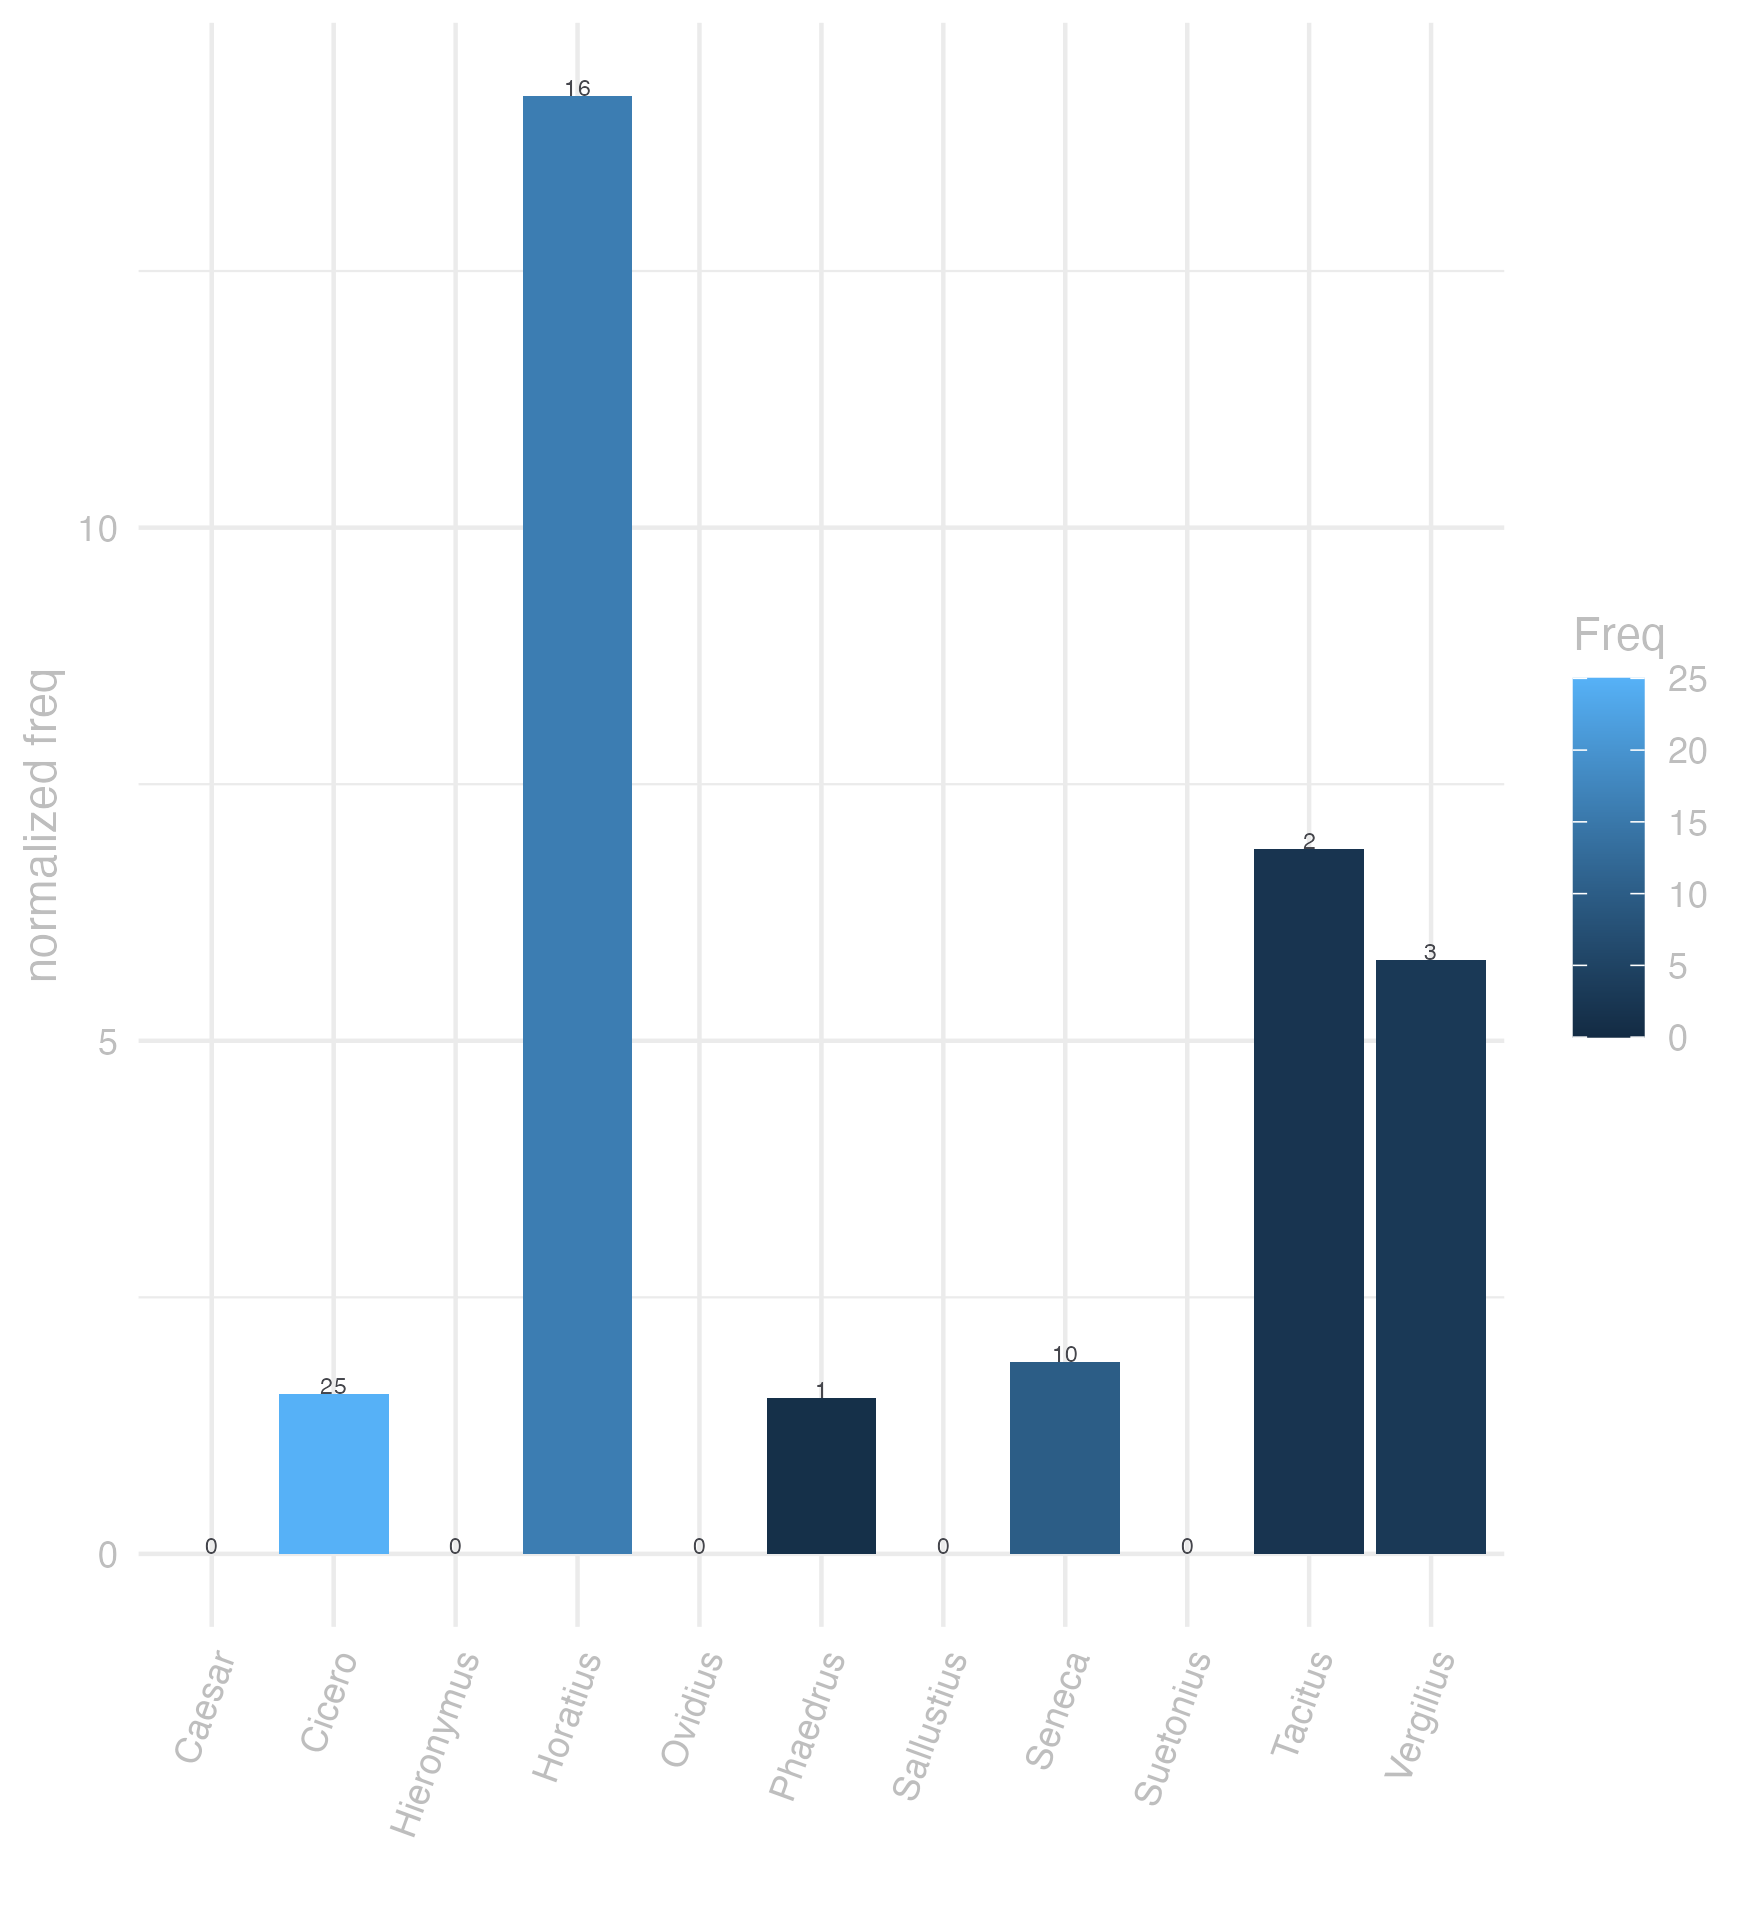 16
10
2
3
5
10
25
1
0
0
0
0
0
0
normalized freq
Caesar
Cicero
Hieronymus
Horatius
Ovidius
Phaedrus
Sallustius
Seneca
Suetonius
Tacitus
Vergilius
Freq
25
20
15
10
5
0